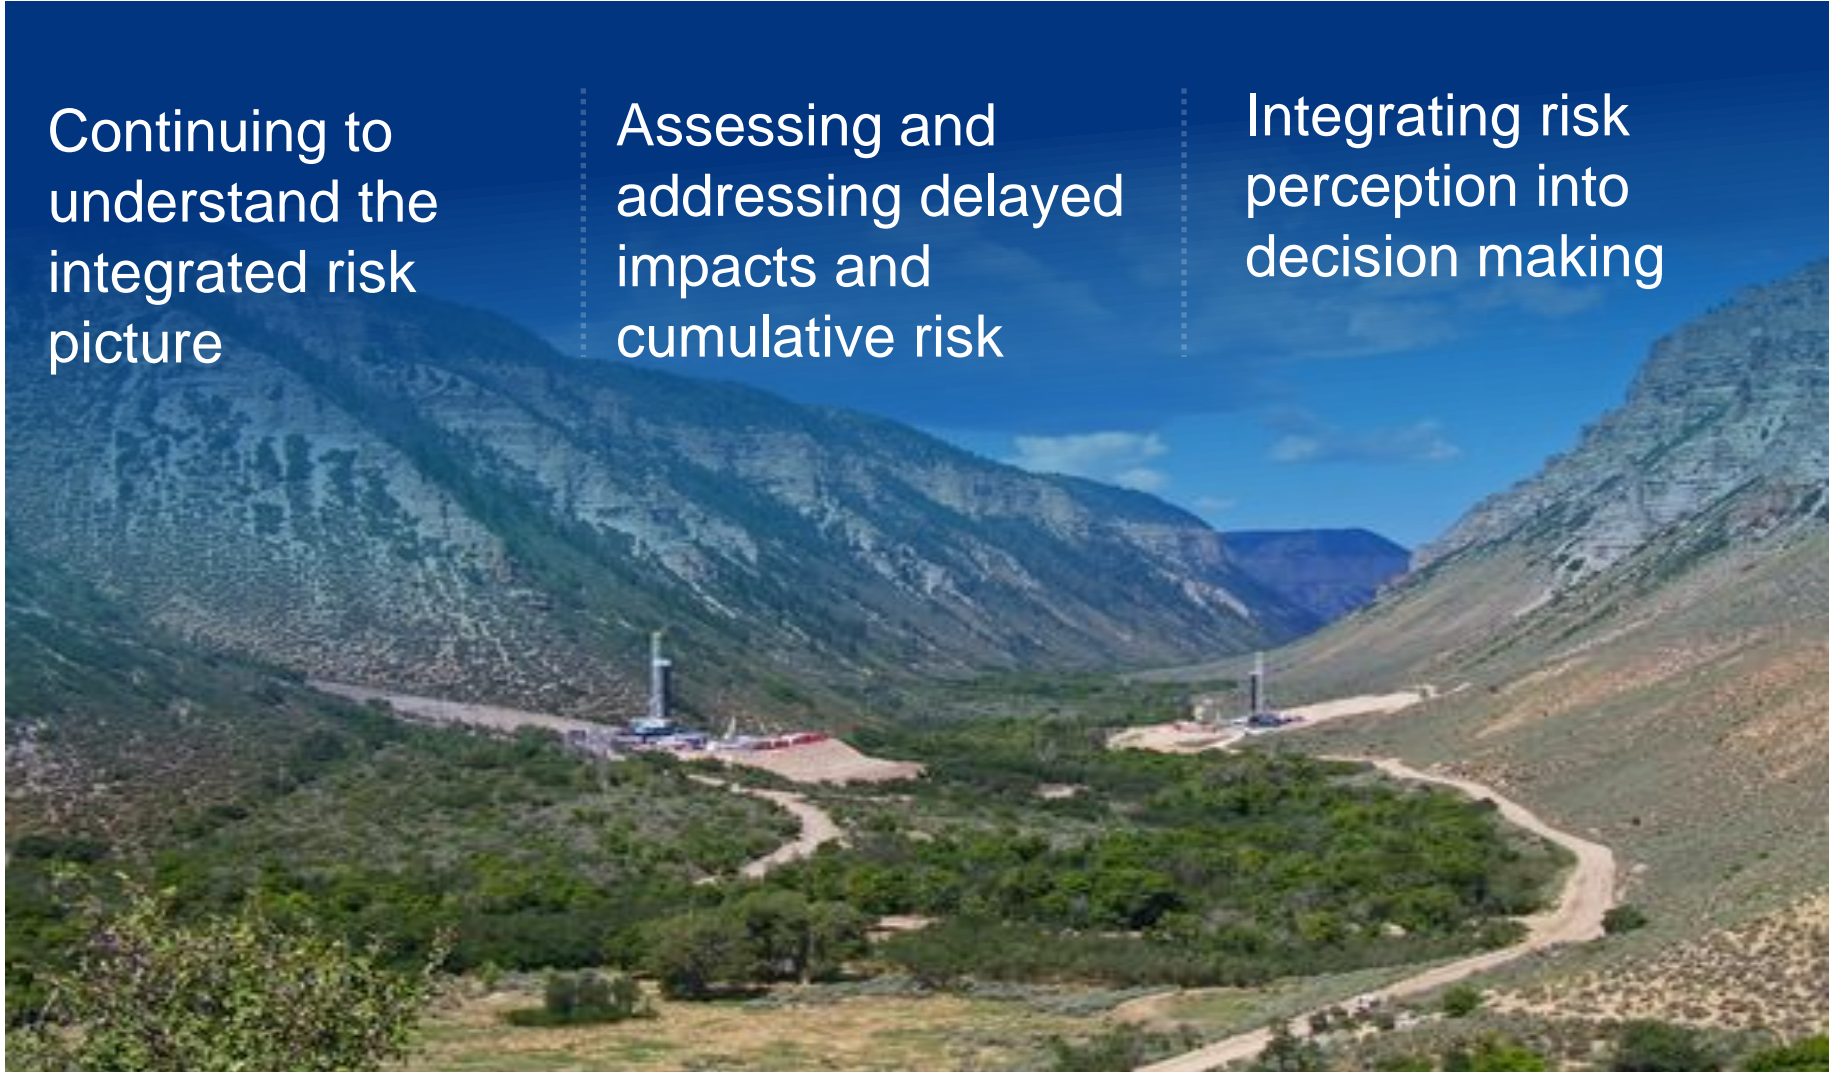 Continuing to
understand the
integrated risk
picture
Assessing and
addressing delayed
impacts and
cumulative risk
Integrating risk
perception into
decision making